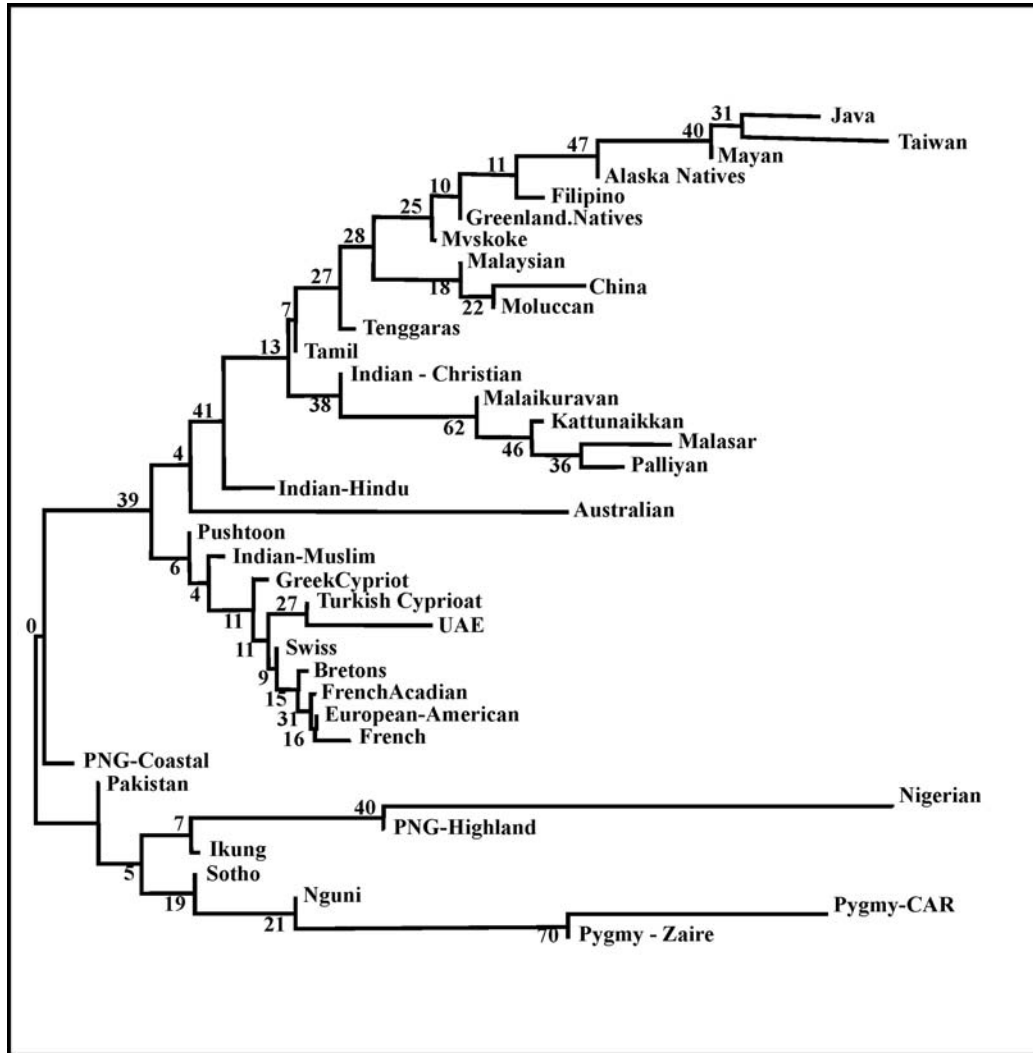 31
Java
40
Taiwan
47
Mayan
11
Alaska Natives
10
Filipino
25
Greenland.Natives
28
Mvskoke
Malaysian
27
18
China
22
Moluccan
7
Tenggaras
13
Tamil
Indian - Christian
38
Malaikuravan
41
62
Kattunaikkan
46
Malasar
4
36
Palliyan
Indian-Hindu
39
Australian
Pushtoon
6
Indian-Muslim
4
GreekCypriot
27
Turkish Cyprioat
11
UAE
0
11
Swiss
9
Bretons
15
FrenchAcadian
31
European-American
16
French
PNG-Coastal
Pakistan
Nigerian
40
7
PNG-Highland
Ikung
5
Sotho
19
Nguni
Pygmy-CAR
21
70
Pygmy - Zaire